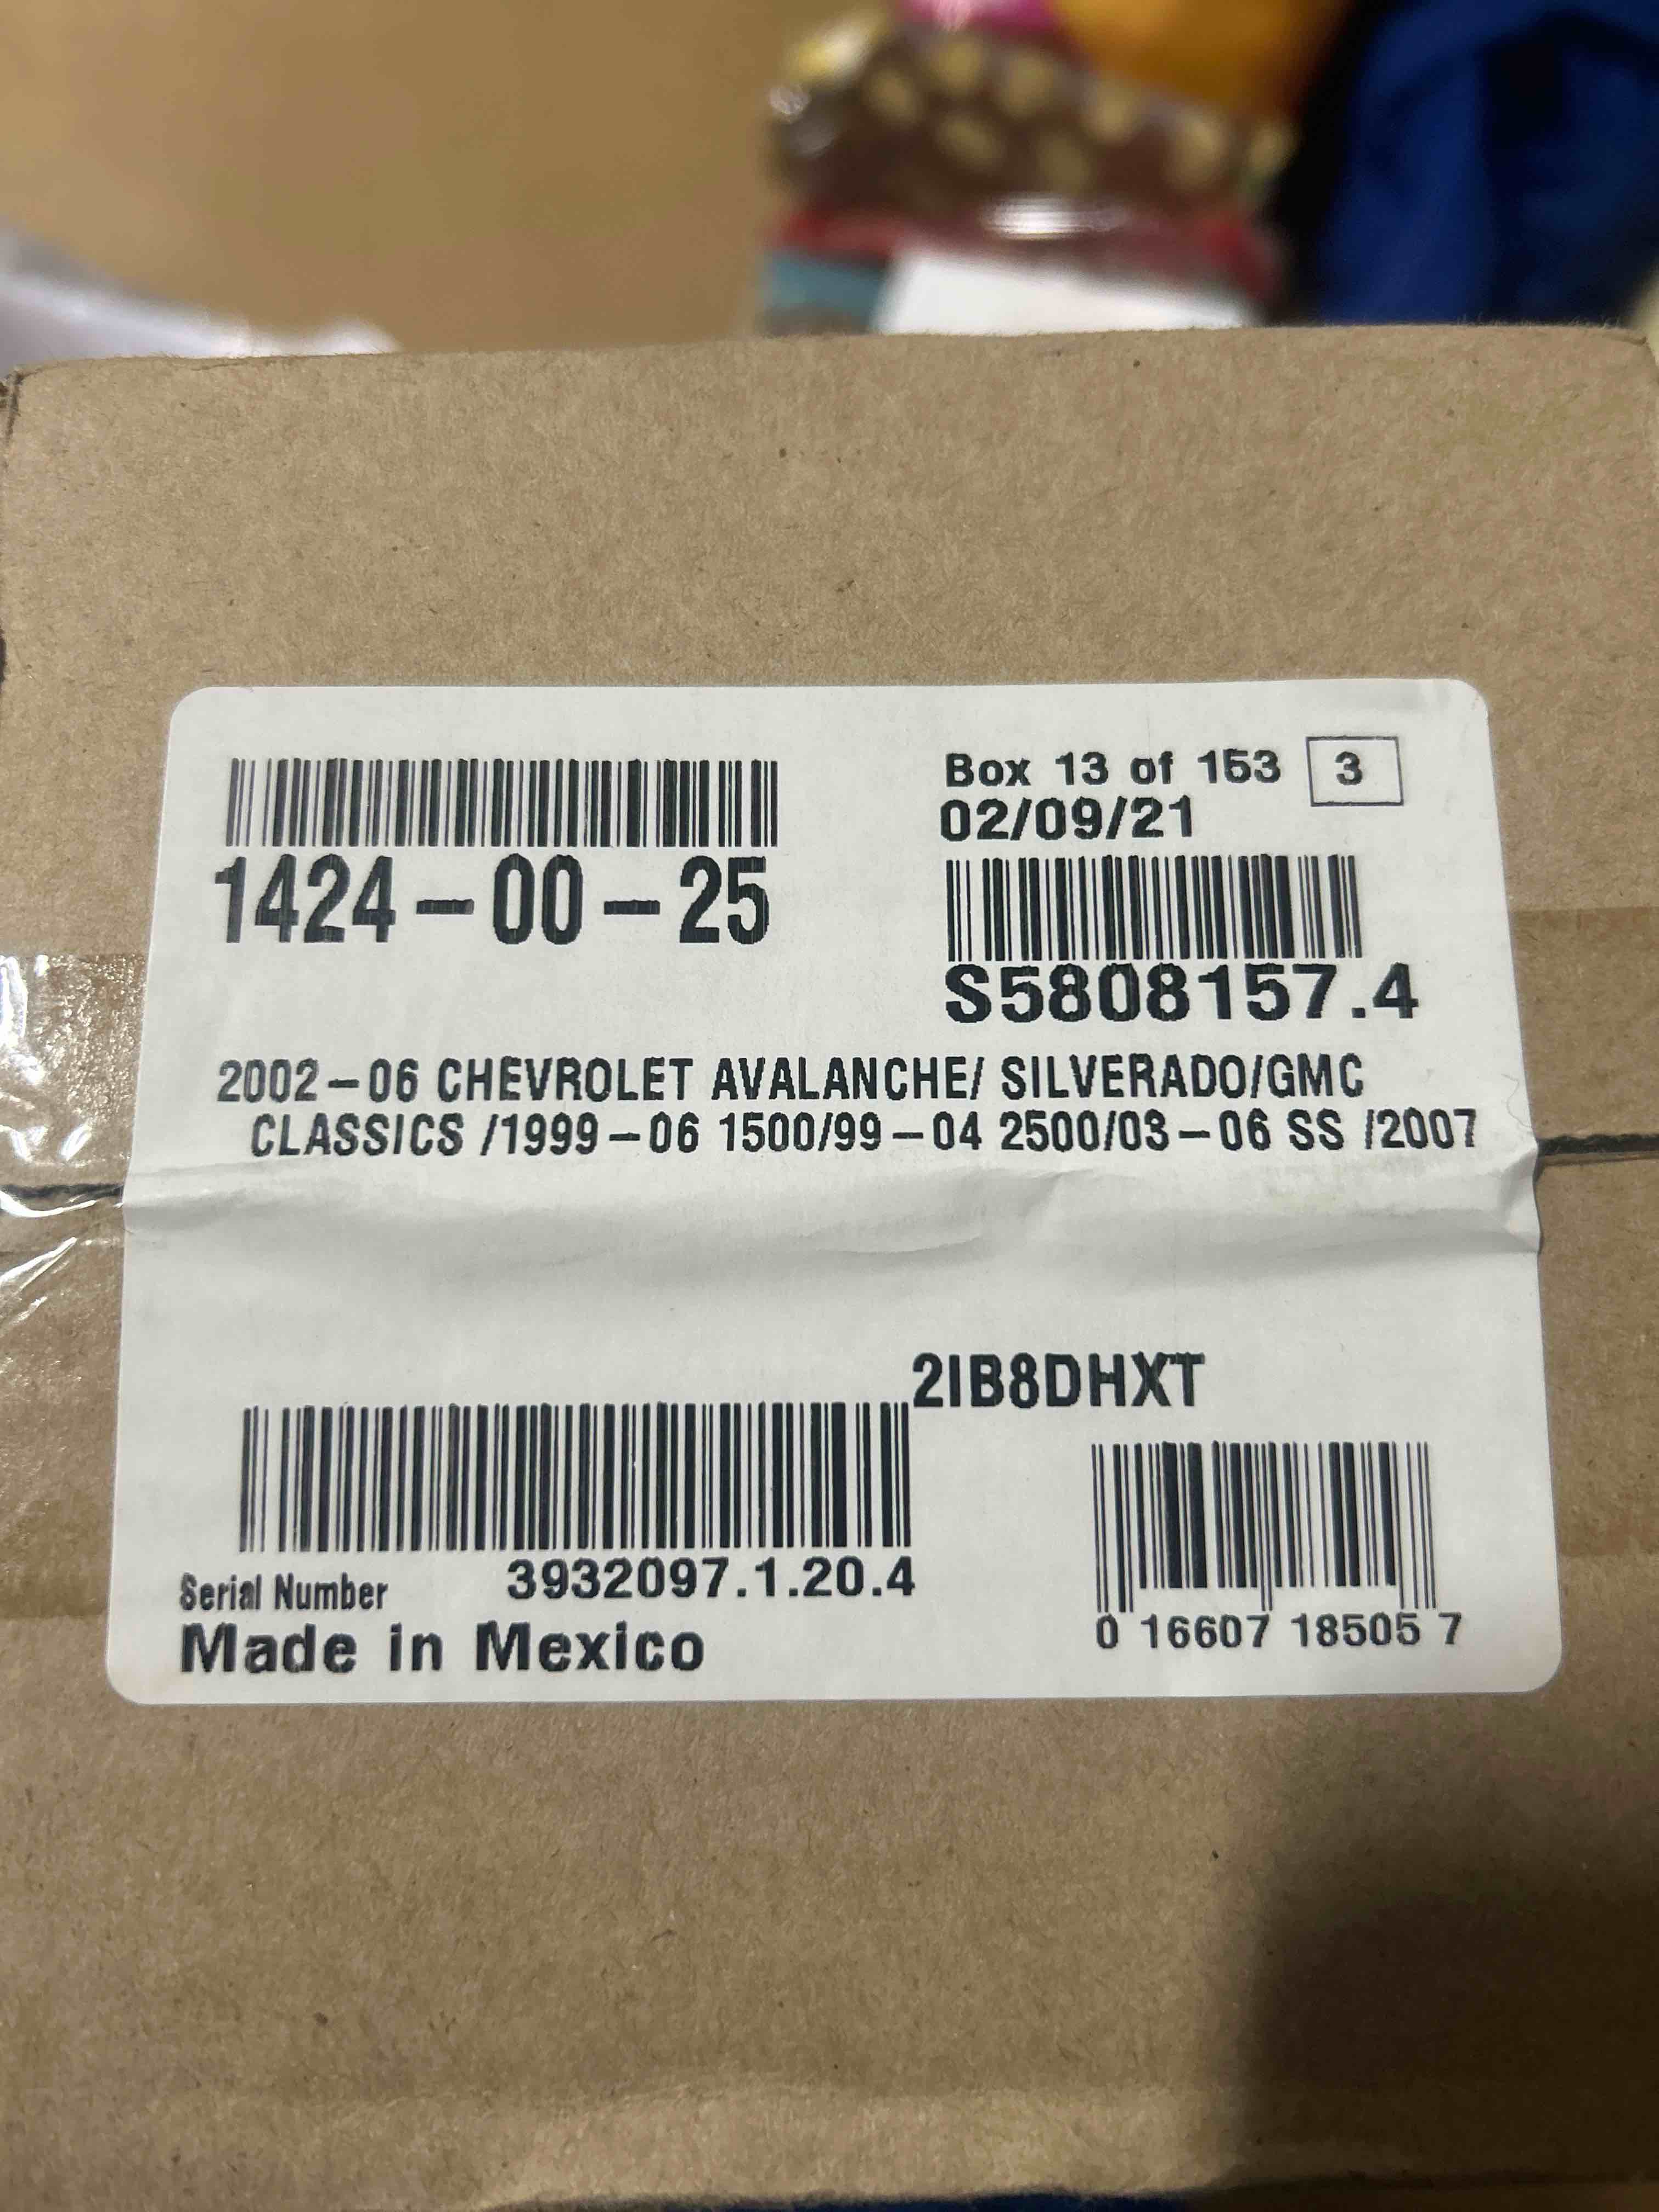 Box 13 of 153 3
02/09/21
1424-00-25
S5808157.4
2002-06 CHEVROLET AVALANCHE/ SILVERADO/GMC
CLASSICS /1999-06 1500/99-04 2500/03-06 SS /2007
2IB8DHXT
Serial Number 3932097.1.20.4
Made in Mexico
0 16607 18505 7